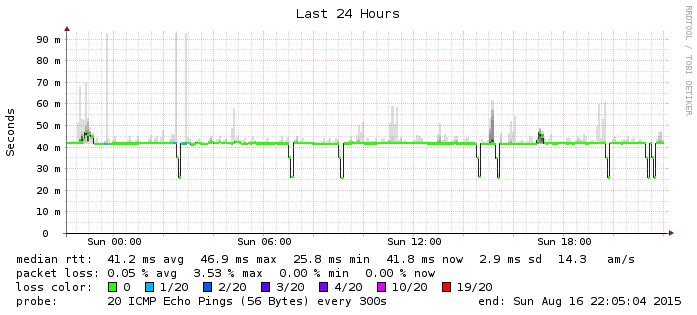 Last 24 Hours
RRDTOOL / TOBI OETIKER
Seconds
90 m
80 m
70 m
60 m
50 m
40 m
30 m
20 m
10 m
0
Sun 00:00 Sun 06:00 Sun 12:00 Sun 18:00
median rtt: 41.2 ms avg 46.9 ms max 25.8 ms min 41.8 ms now 2.9 ms sd 14.3 am/s
packet loss: 0.05 % avg 3.53 % max 0.00 % min 0.00 % now
loss color: 0 1/20 2/20 3/20 4/20 10/20 19/20
probe: 20 ICMP Echo Pings (56 Bytes) every 300s end: Sun Aug 16 22:05:04 2015